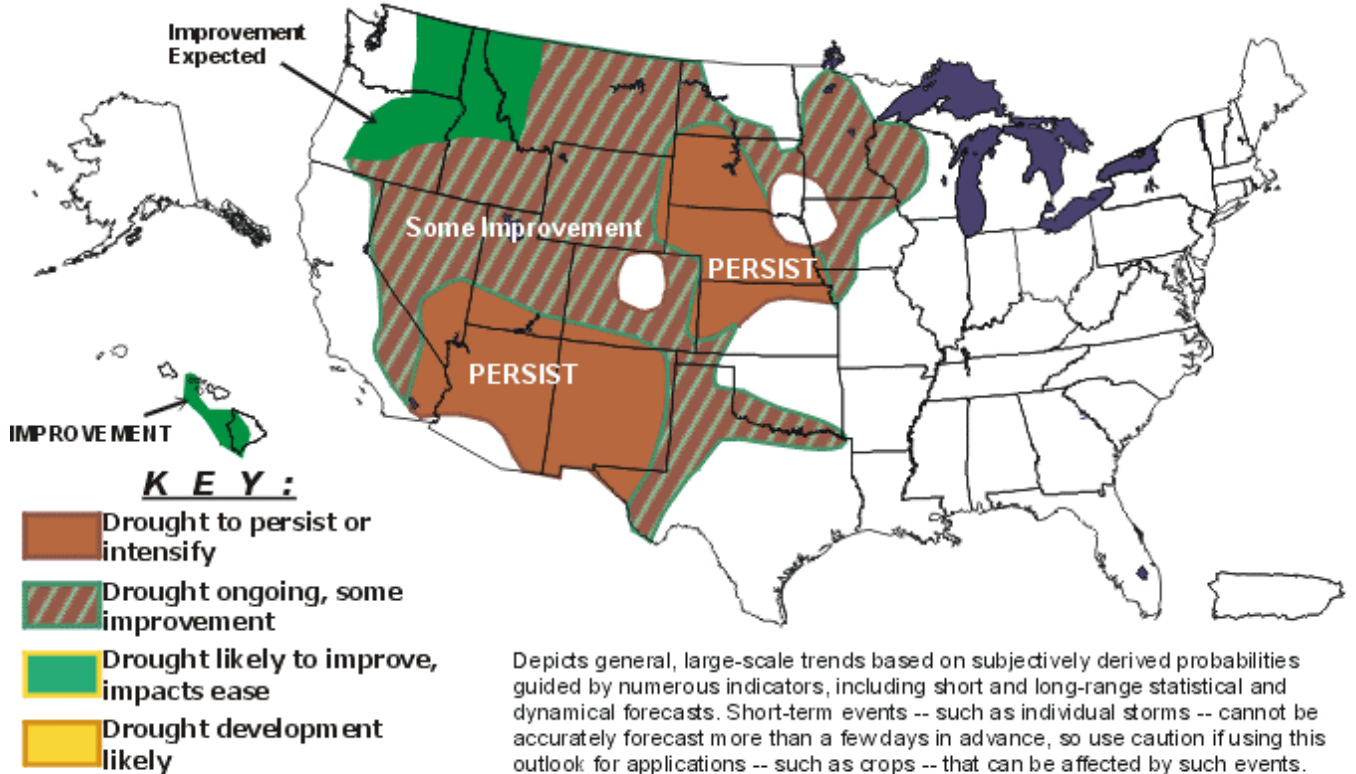 Improvement
Expected
Some Improvement
PERSIST
PERSIST
IMPROVEMENT
K E Y :
Drought to persist or
intensify
Drought ongoing, some
improvement
Drought likely to improve,
impacts ease
Drought development
likely
Depicts general, large-scale trends based on subjectively derived probabilities
guided by numerous indicators, including short and long-range statistical and
dynamical forecasts. Short-term events -- such as individual storms -- cannot be
accurately forecast more than a few days in advance, so use caution if using this
outlook for applications -- such as crops -- that can be affected by such events.